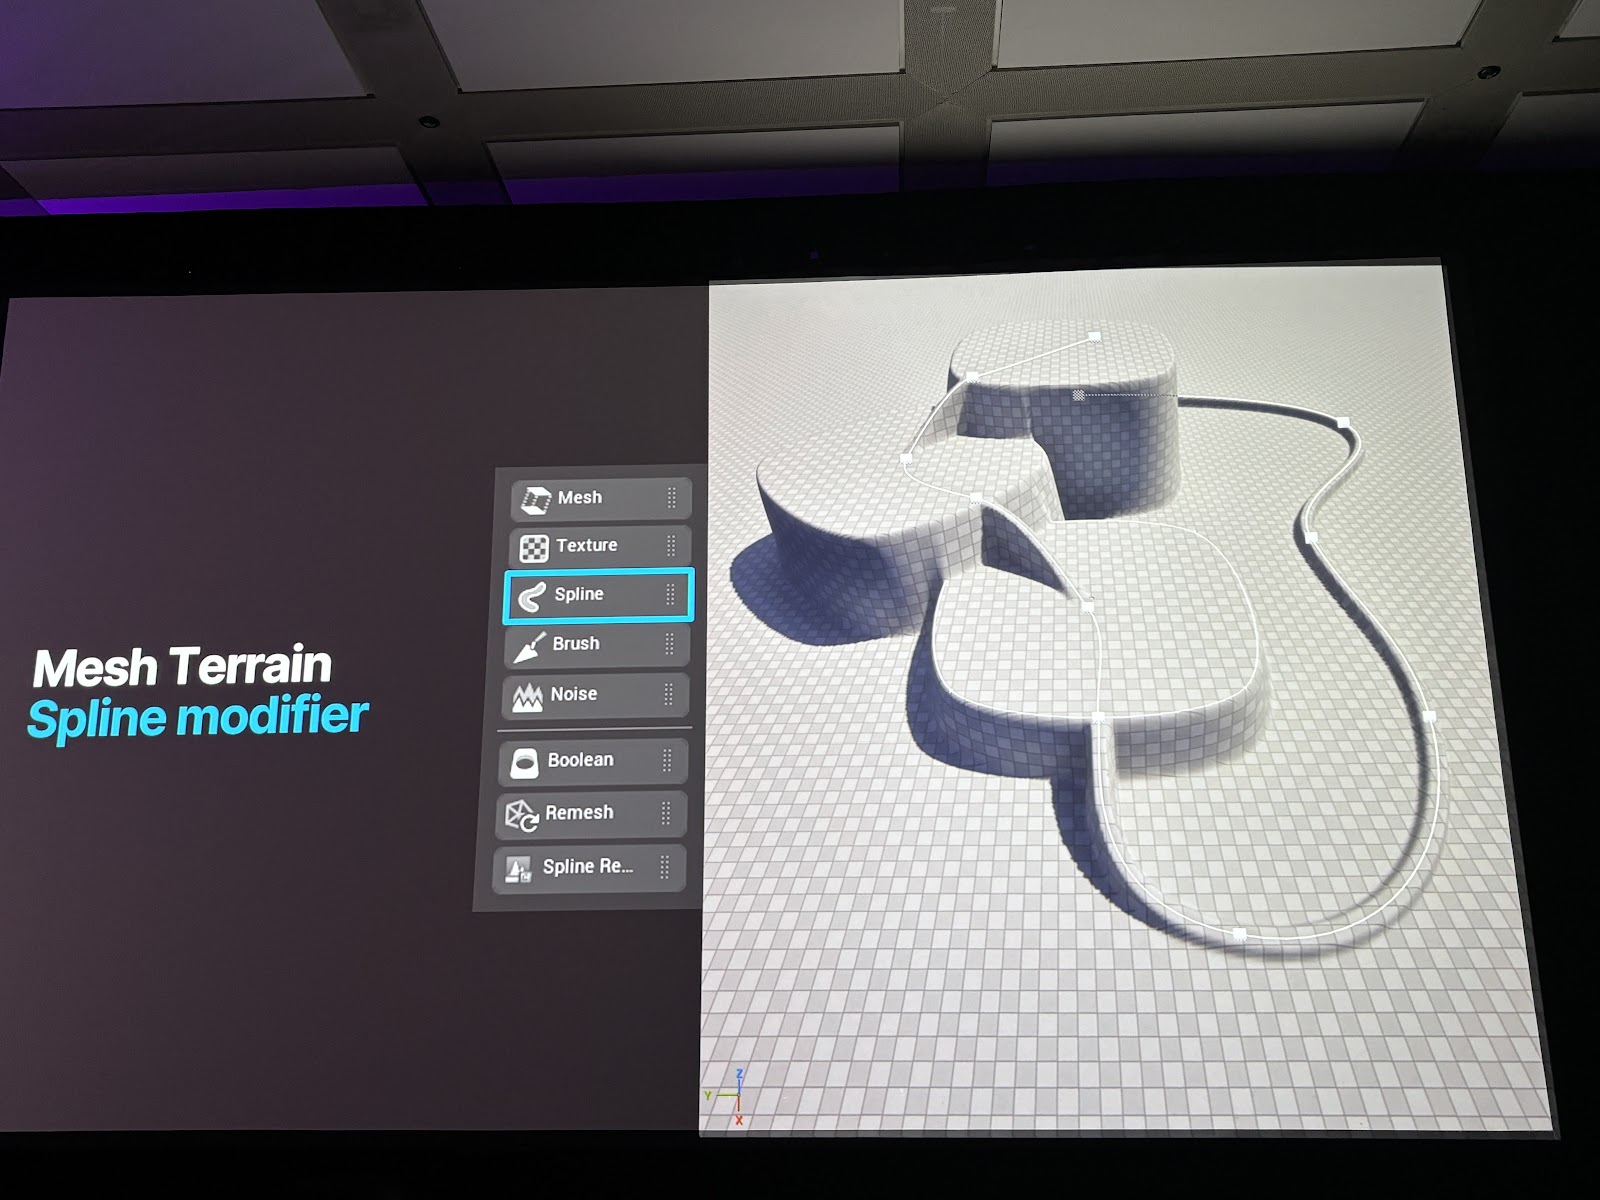 Mesh Terrain
Spline modifier
Mesh
Texture
Spline
Brush
Noise
Boolean
Remesh
Spline Re...
Z
Y
X